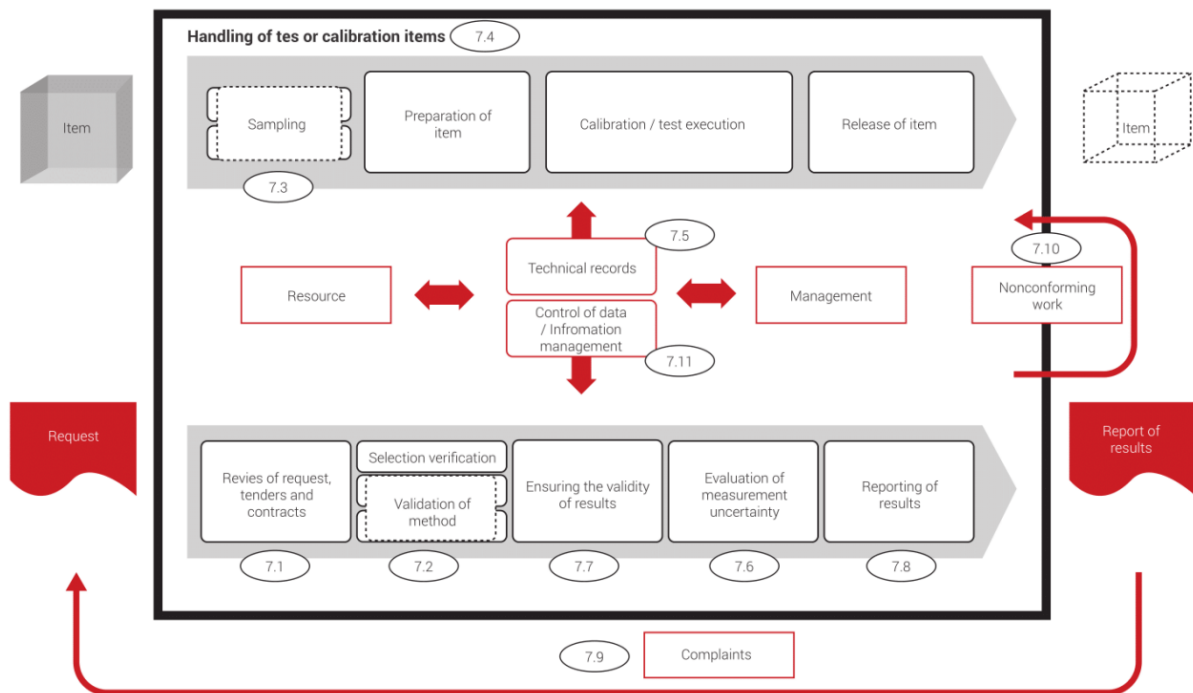 Handling of tes or calibration items
7.4
Item
Sampling
Preparation of
item
Calibration / test execution
Release of item
Item
7.3
7.5
Technical records
Resource
Management
7.10
Nonconforming
work
Control of data
/ Infromation
management
7.11
Request
Report of
results
Revies of request,
tenders and
contracts
Selection verification
Validation of
method
Ensuring the validity
of results
Evaluation of
measurement
uncertainty
Reporting of
results
7.1
7.2
7.7
7.6
7.8
7.9
Complaints